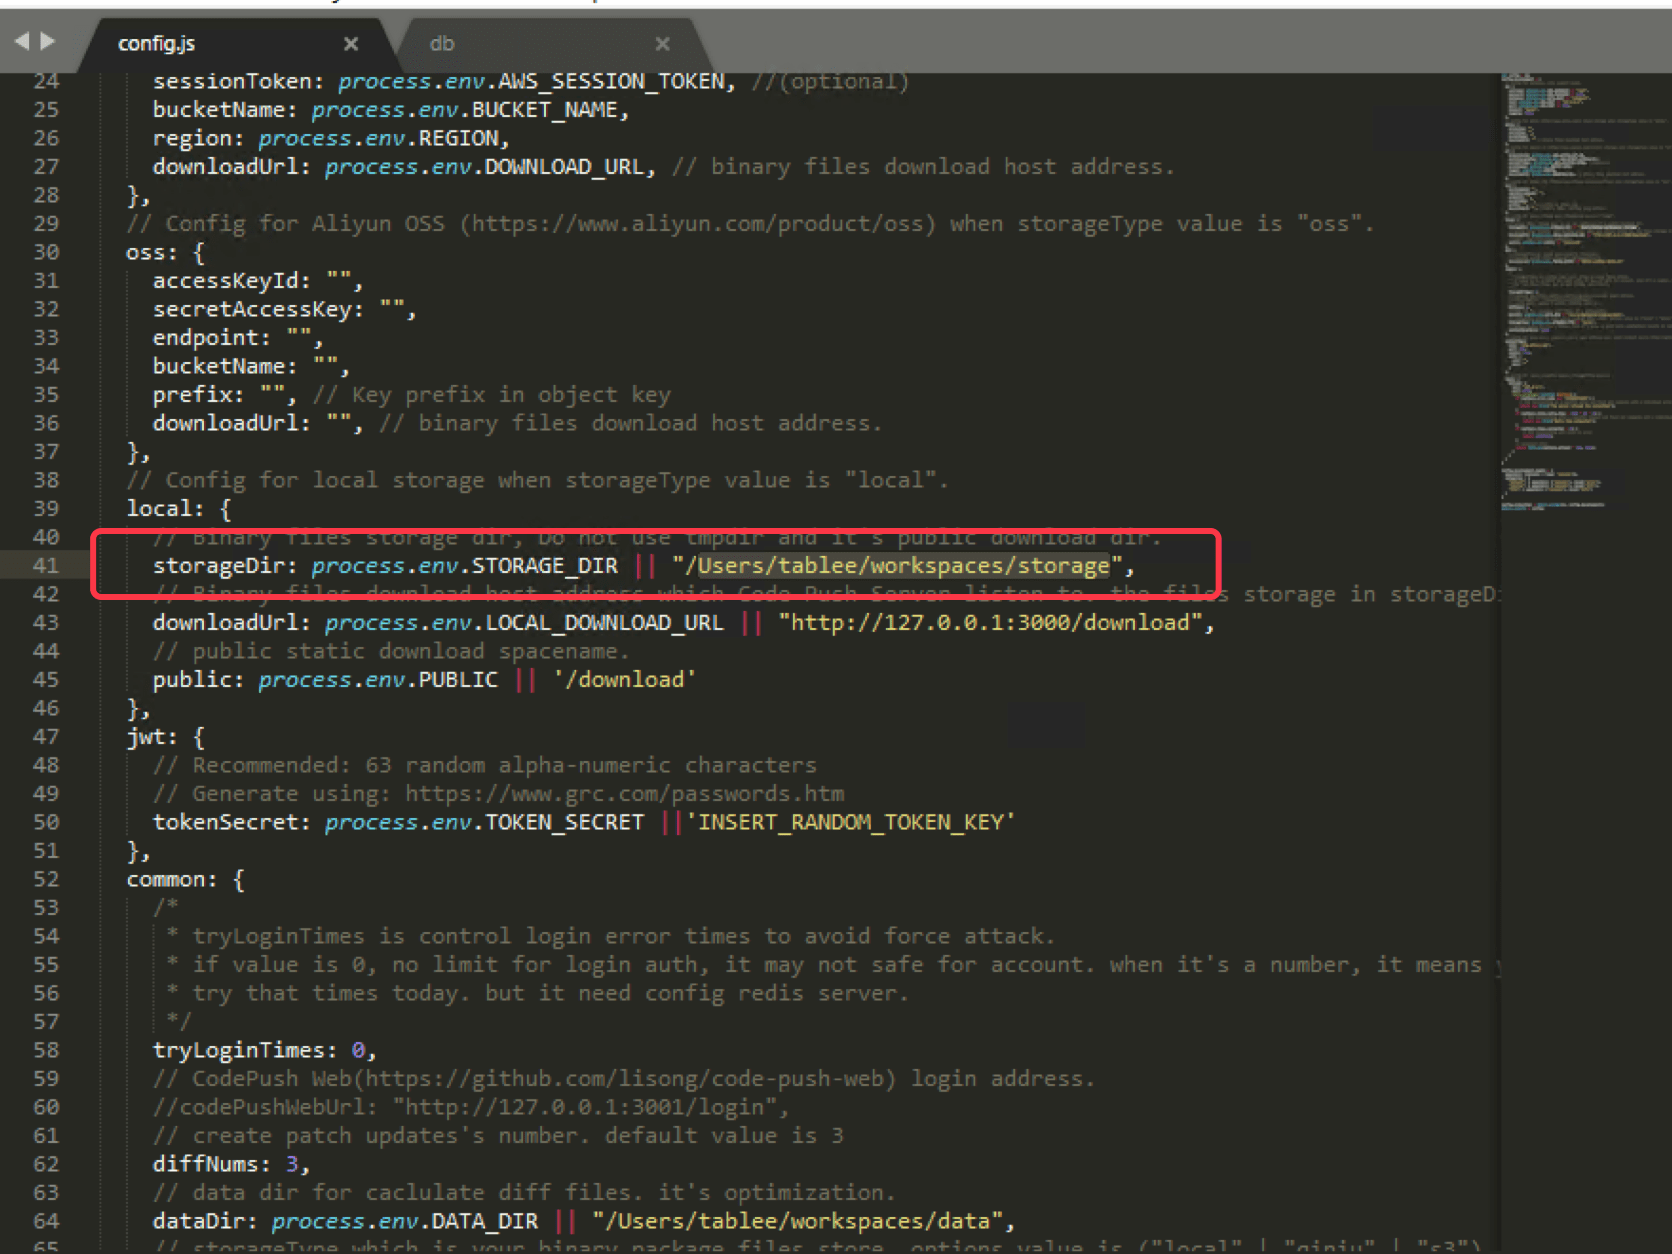 config.js × db ×
24 sessionToken: process.env.AWS_SESSION_TOKEN, //(optional)
25 bucketName: process.env.BUCKET_NAME,
26 region: process.env.REGION,
27 downloadUrl: process.env.DOWNLOAD_URL, // binary files download host address.
28 },
29 // Config for Aliyun OSS (https://www.aliyun.com/product/oss) when storageType value is "oss".
30 oss: {
31 accessKeyId: "",
32 secretAccessKey: "",
33 endpoint: "",
34 bucketName: "",
35 prefix: "", // Key prefix in object key
36 downloadUrl: "", // binary files download host address.
37 },
38 // Config for local storage when storageType value is "local".
39 local: {
40 // Binary files storage dir, Do not use tmpdir and it's public download dir.
41 storageDir: process.env.STORAGE_DIR || "/Users/tablee/workspaces/storage",
42 // Binary files download host address which Code Push Server listen to. the files storage in storageD
43 downloadUrl: process.env.LOCAL_DOWNLOAD_URL || "http://127.0.0.1:3000/download",
44 // public static download spacename.
45 public: process.env.PUBLIC || '/download'
46 },
47 jwt: {
48 // Recommended: 63 random alpha-numeric characters
49 // Generate using: https://www.grc.com/passwords.htm
50 tokenSecret: process.env.TOKEN_SECRET ||'INSERT_RANDOM_TOKEN_KEY'
51 },
52 common: {
53 /*
54 * tryLoginTimes is control login error times to avoid force attack.
55 * if value is 0, no limit for login auth, it may not safe for account. when it's a number, it means
56 * try that times today. but it need config redis server.
57 */
58 tryLoginTimes: 0,
59 // CodePush Web(https://github.com/lisong/code-push-web) login address.
60 //codePushWebUrl: "http://127.0.0.1:3001/login",
61 // create patch updates's number. default value is 3
62 diffNums: 3,
63 // data dir for caclulate diff files. it's optimization.
64 dataDir: process.env.DATA_DIR || "/Users/tablee/workspaces/data",
65 // storageType which is your binary package files store. options value is ("local" | "qiniu" | "s3")